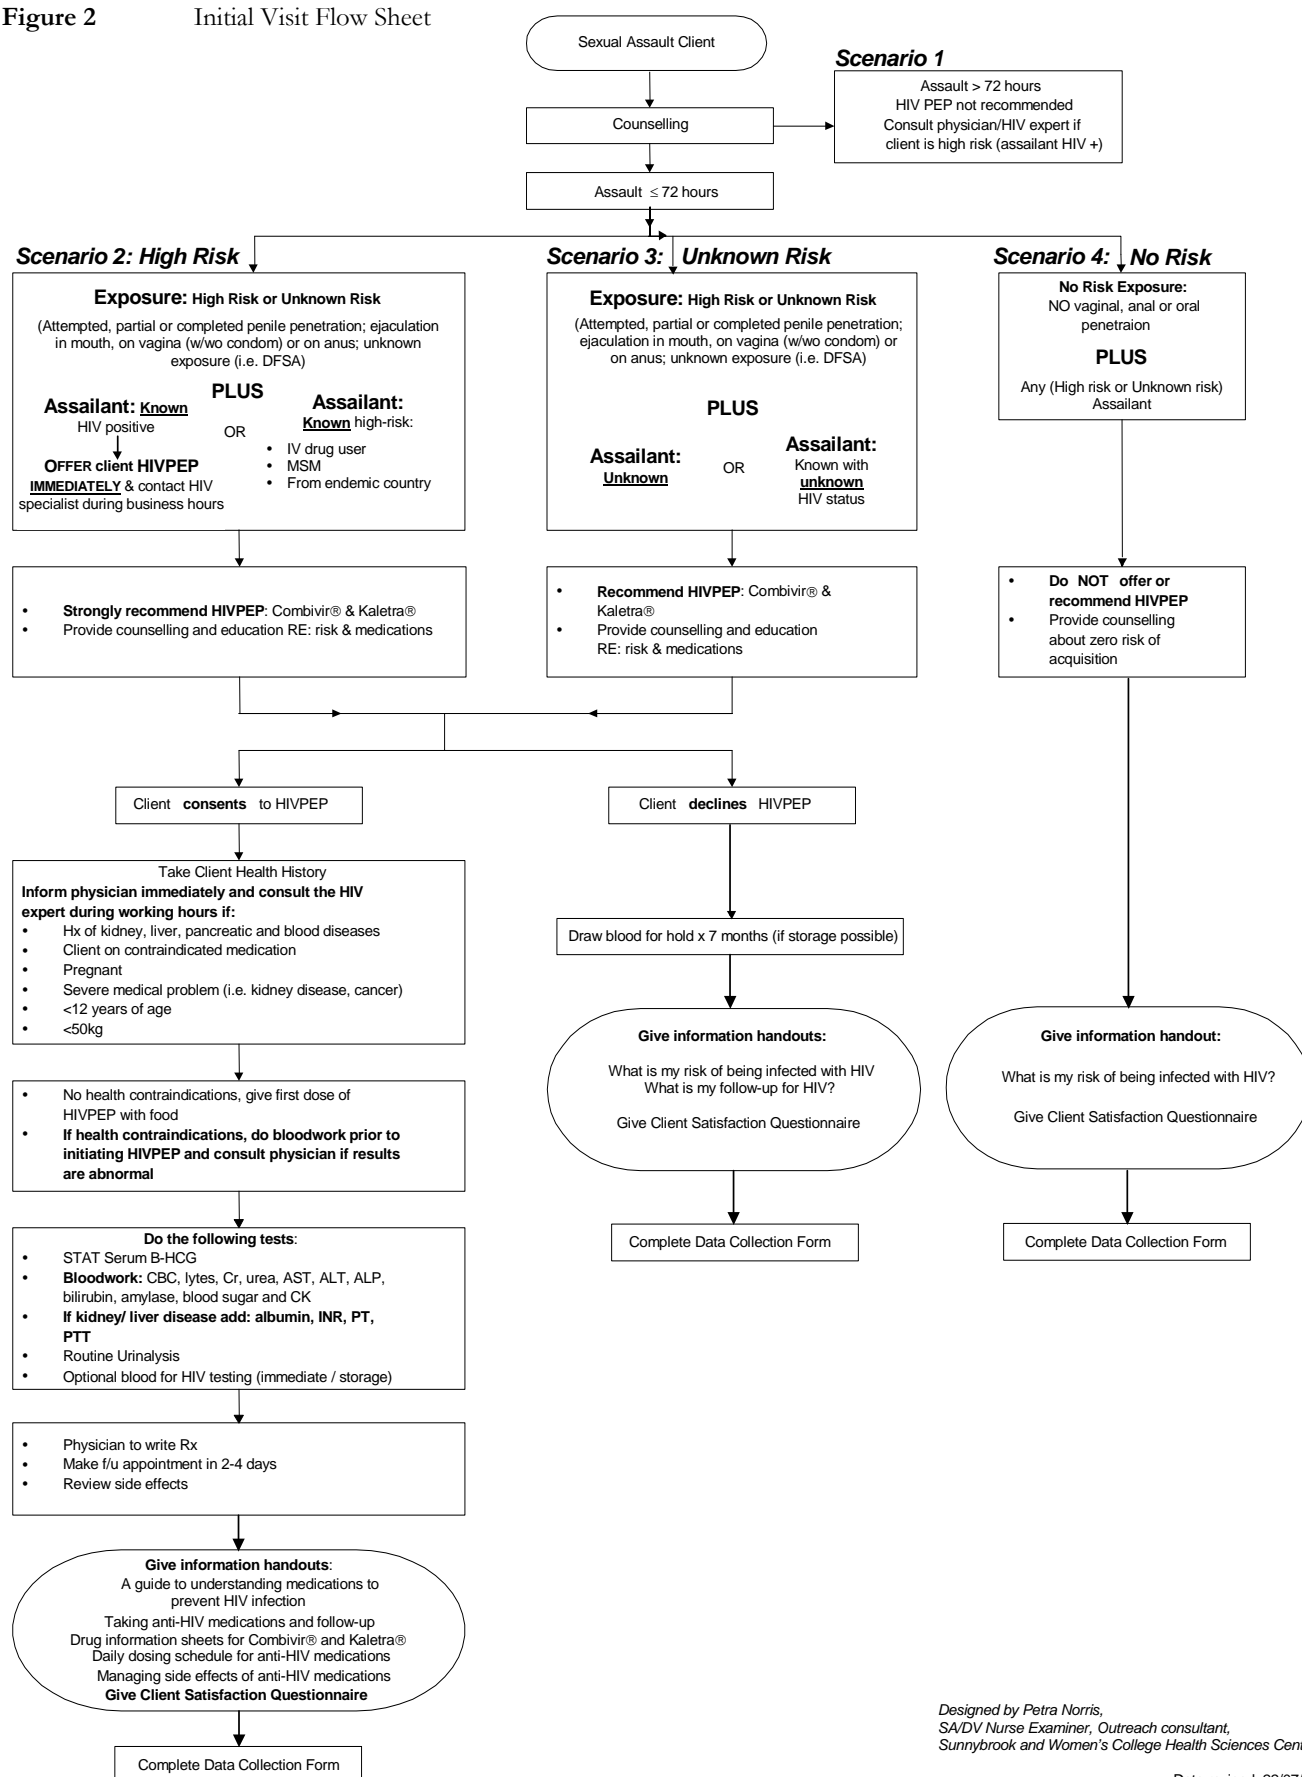 Figure 2 Initial Visit Flow Sheet
Sexual Assault Client
Scenario 1
Assault > 72 hours
HIV PEP not recommended
Consult physician/HIV expert if
client is high risk (assailant HIV +)
Counselling
Assault ≤ 72 hours
Scenario 2: High Risk
Exposure: High Risk or Unknown Risk
(Attempted, partial or completed penile penetration; ejaculation
in mouth, on vagina (w/wo condom) or on anus; unknown
exposure (i.e. DFSA)
PLUS
Assailant: Known
HIV positive
OFFER client HIVPEP
IMMEDIATELY & contact HIV
specialist during business hours
OR
Assailant:
Known high-risk:
• IV drug user
• MSM
• From endemic country
Scenario 3: Unknown Risk
Exposure: High Risk or Unknown Risk
(Attempted, partial or completed penile penetration;
ejaculation in mouth, on vagina (w/wo condom) or
on anus; unknown exposure (i.e. DFSA)
PLUS
Assailant:
Unknown
OR
Assailant:
Known with
unknown
HIV status
Scenario 4: No Risk
No Risk Exposure:
NO vaginal, anal or oral
penetraion
PLUS
Any (High risk or Unknown risk)
Assailant
• Strongly recommend HIVPEP: Combivir® & Kaletra®
• Provide counselling and education RE: risk & medications
• Recommend HIVPEP: Combivir® &
Kaletra®
• Provide counselling and education
RE: risk & medications
• Do NOT offer or
recommend HIVPEP
• Provide counselling
about zero risk of
acquisition
Client consents to HIVPEP
Client declines HIVPEP
Take Client Health History
Inform physician immediately and consult the HIV
expert during working hours if:
• Hx of kidney, liver, pancreatic and blood diseases
• Client on contraindicated medication
• Pregnant
• Severe medical problem (i.e. kidney disease, cancer)
• <12 years of age
• <50kg
• No health contraindications, give first dose of
HIVPEP with food
• If health contraindications, do bloodwork prior to
initiating HIVPEP and consult physician if results
are abnormal
Do the following tests:
• STAT Serum B-HCG
• Bloodwork: CBC, lytes, Cr, urea, AST, ALT, ALP,
bilirubin, amylase, blood sugar and CK
• If kidney/ liver disease add: albumin, INR, PT,
PTT
• Routine Urinalysis
• Optional blood for HIV testing (immediate / storage)
• Physician to write Rx
• Make f/u appointment in 2-4 days
• Review side effects
Give information handouts:
A guide to understanding medications to
prevent HIV infection
Taking anti-HIV medications and follow-up
Drug information sheets for Combivir® and Kaletra®
Daily dosing schedule for anti-HIV medications
Managing side effects of anti-HIV medications
Give Client Satisfaction Questionnaire
Complete Data Collection Form
Draw blood for hold x 7 months (if storage possible)
Give information handouts:
What is my risk of being infected with HIV
What is my follow-up for HIV?
Give Client Satisfaction Questionnaire
Complete Data Collection Form
Give information handout:
What is my risk of being infected with HIV?
Give Client Satisfaction Questionnaire
Complete Data Collection Form
Designed by Petra Norris,
SA/DV Nurse Examiner, Outreach consultant,
Sunnybrook and Women's College Health Sciences